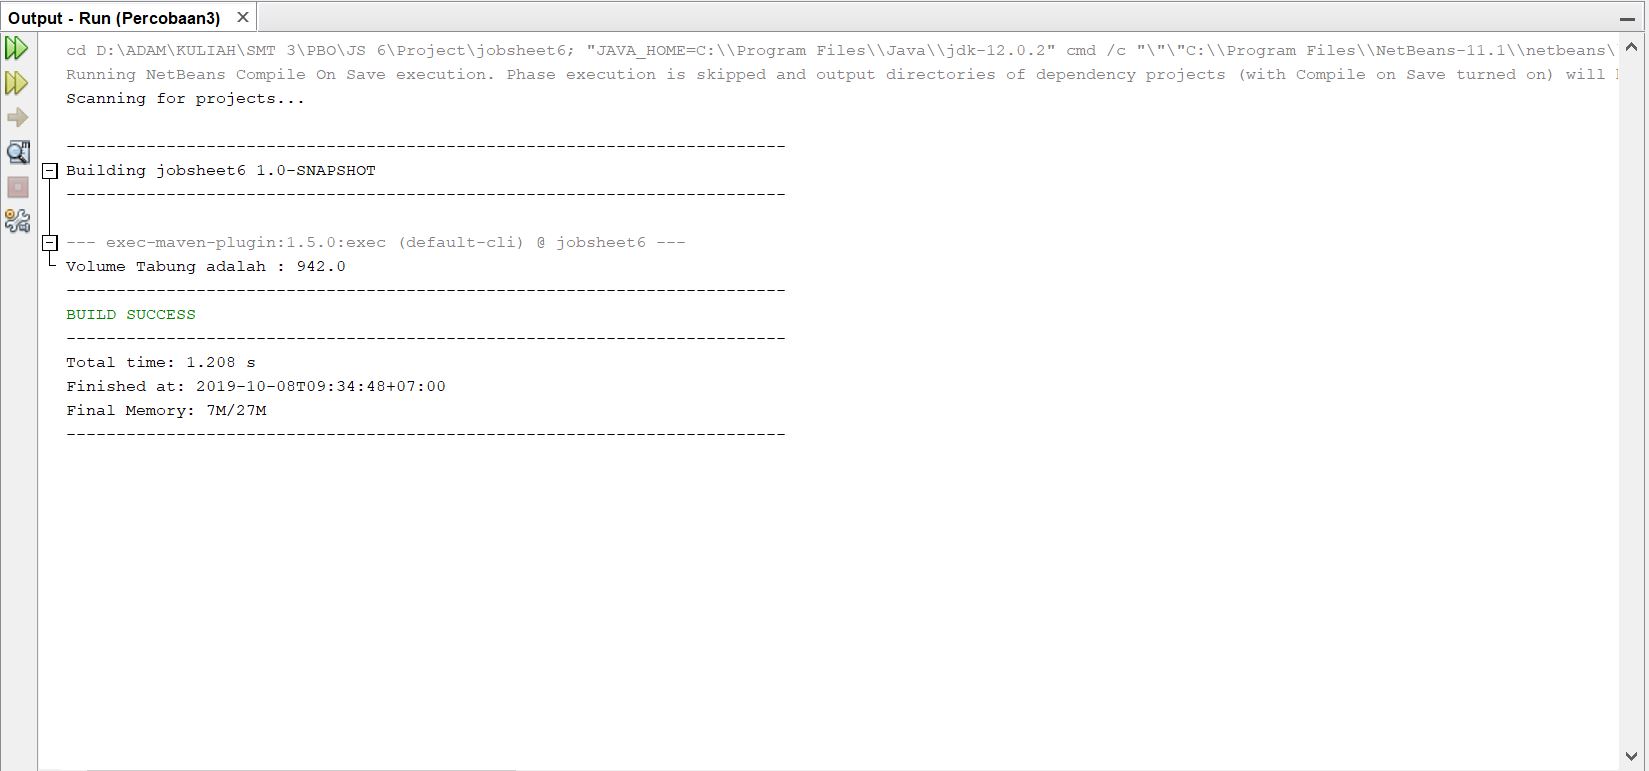 Output - Run (Percobaan3)
cd D:\ADAM\KULIAH\SMT 3\PBO\JS 6\Project\jobsheet6; "JAVA_HOME=C:\\Program Files\\Java\\jdk-12.0.2" cmd /c "\"\"C:\\Program Files\\NetBeans-11.1\\netbeans\
Running NetBeans Compile On Save execution. Phase execution is skipped and output directories of dependency projects (with Compile on Save turned on) will
Scanning for projects...
------------------------------------------------------------------------
Building jobsheet6 1.0-SNAPSHOT
------------------------------------------------------------------------
--- exec-maven-plugin:1.5.0:exec (default-cli) @ jobsheet6 ---
Volume Tabung adalah : 942.0
------------------------------------------------------------------------
BUILD SUCCESS
------------------------------------------------------------------------
Total time: 1.208 s
Finished at: 2019-10-08T09:34:48+07:00
Final Memory: 7M/27M
------------------------------------------------------------------------